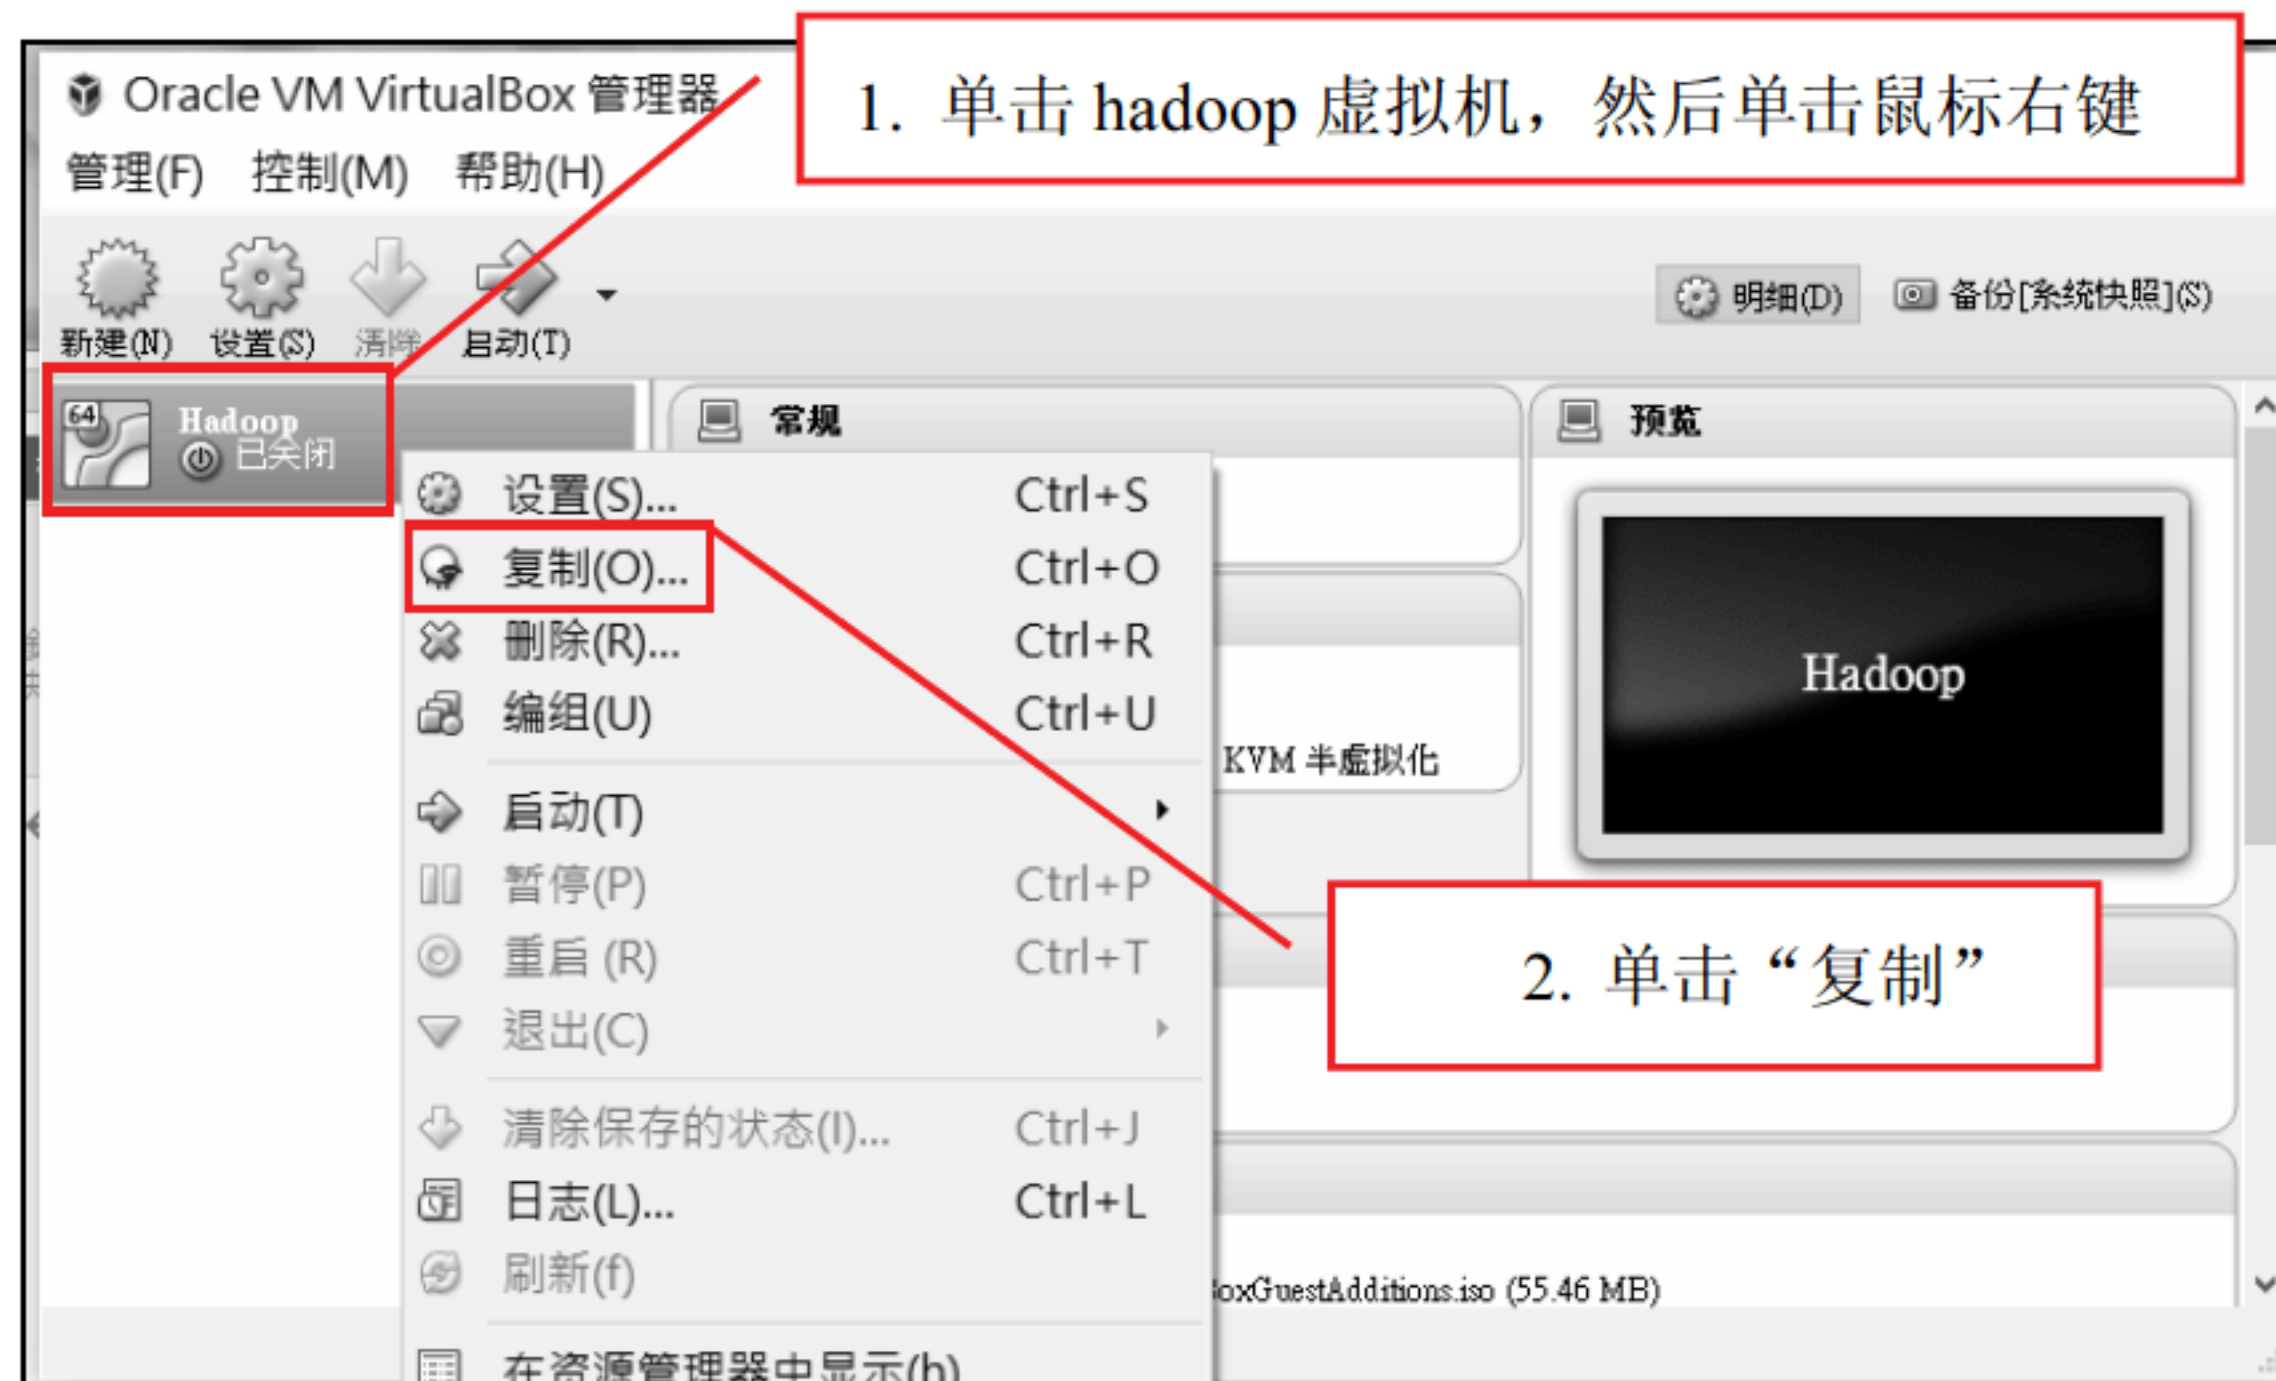 Oracle VM VirtualBox 管理器
1. 单击 hadoop 虚拟机，然后单击鼠标右键
管理(F) 控制(M) 帮助(H)
新建(N) 设置(S) 清除 启动(T)
明细(D) 备份[系统快照](S)
64
Hadoop
已关闭
常规
预览
设置(S)... Ctrl+S
复制(O)... Ctrl+O
删除(R)... Ctrl+R
编组(U) Ctrl+U
Hadoop
KVM 半虚拟化
启动(T)
暂停(P) Ctrl+P
重启 (R) Ctrl+T
2. 单击“复制”
退出(C)
清除保存的状态(I)... Ctrl+J
日志(L)... Ctrl+L
刷新(f)
oxGuestAdditions.iso (55.46 MB)
在资源管理器中显示(h)